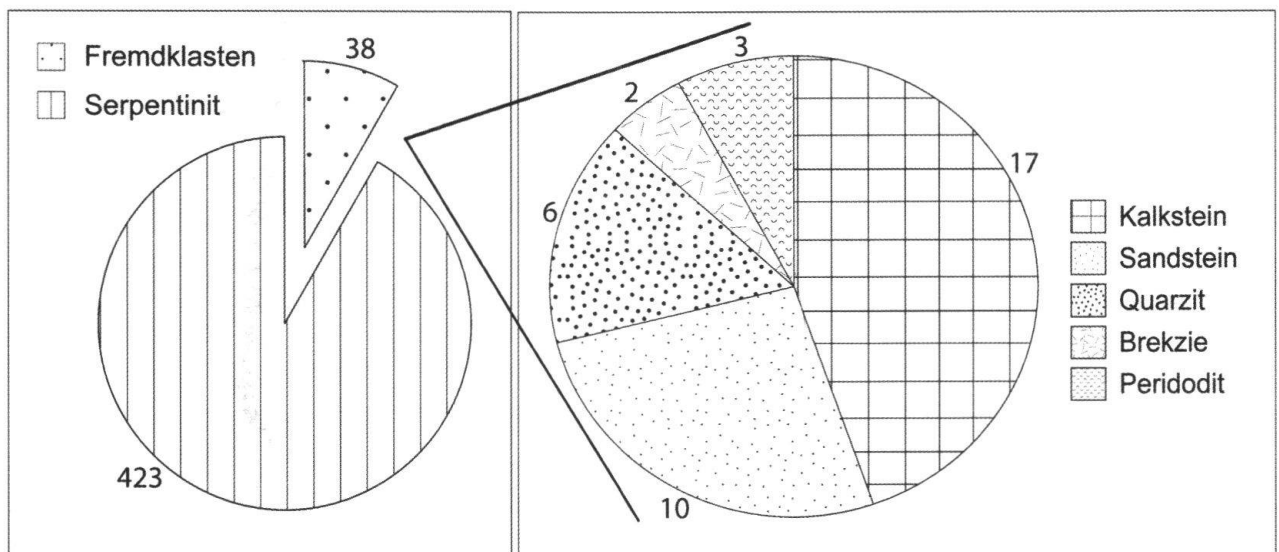 Fremdklasten
Serpentinit
38
423
3
2
17
6
10
Kalkstein
Sandstein
Quarzit
Brekzie
Peridodit